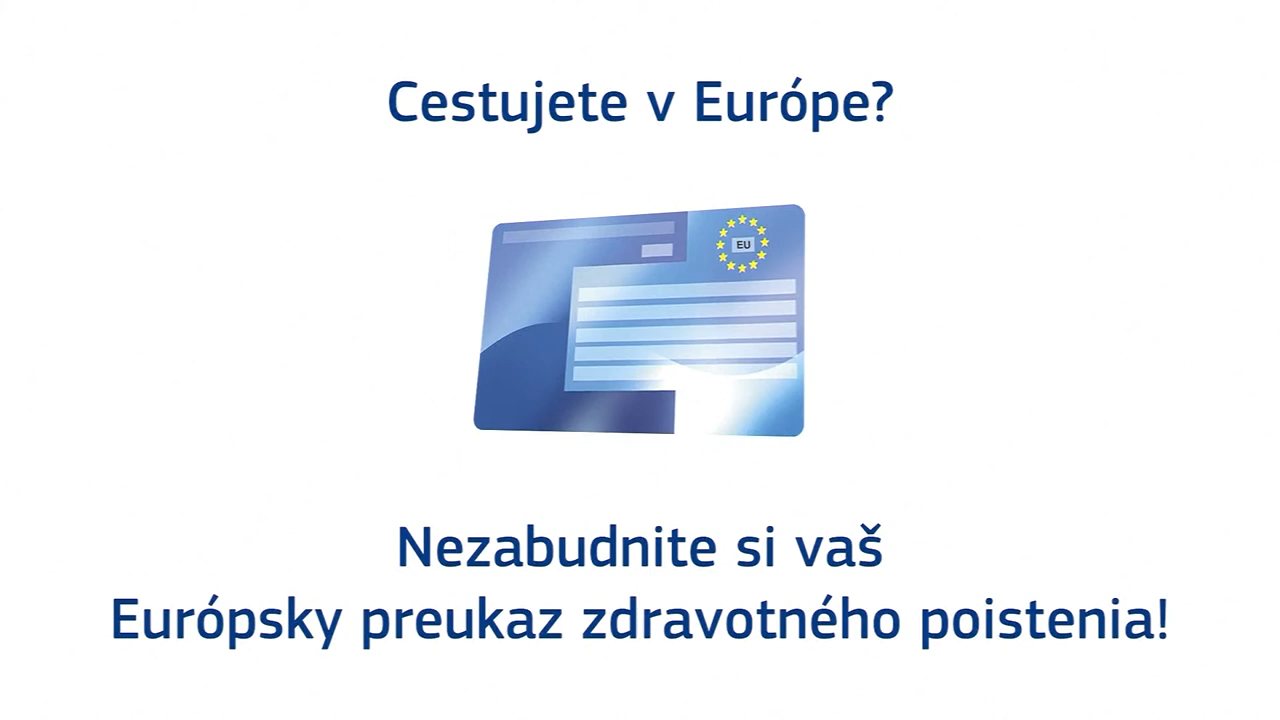 Cestujete v Európe?
EU
Nezabudnite si vaš
Európsky preukaz zdravotného poistenia!